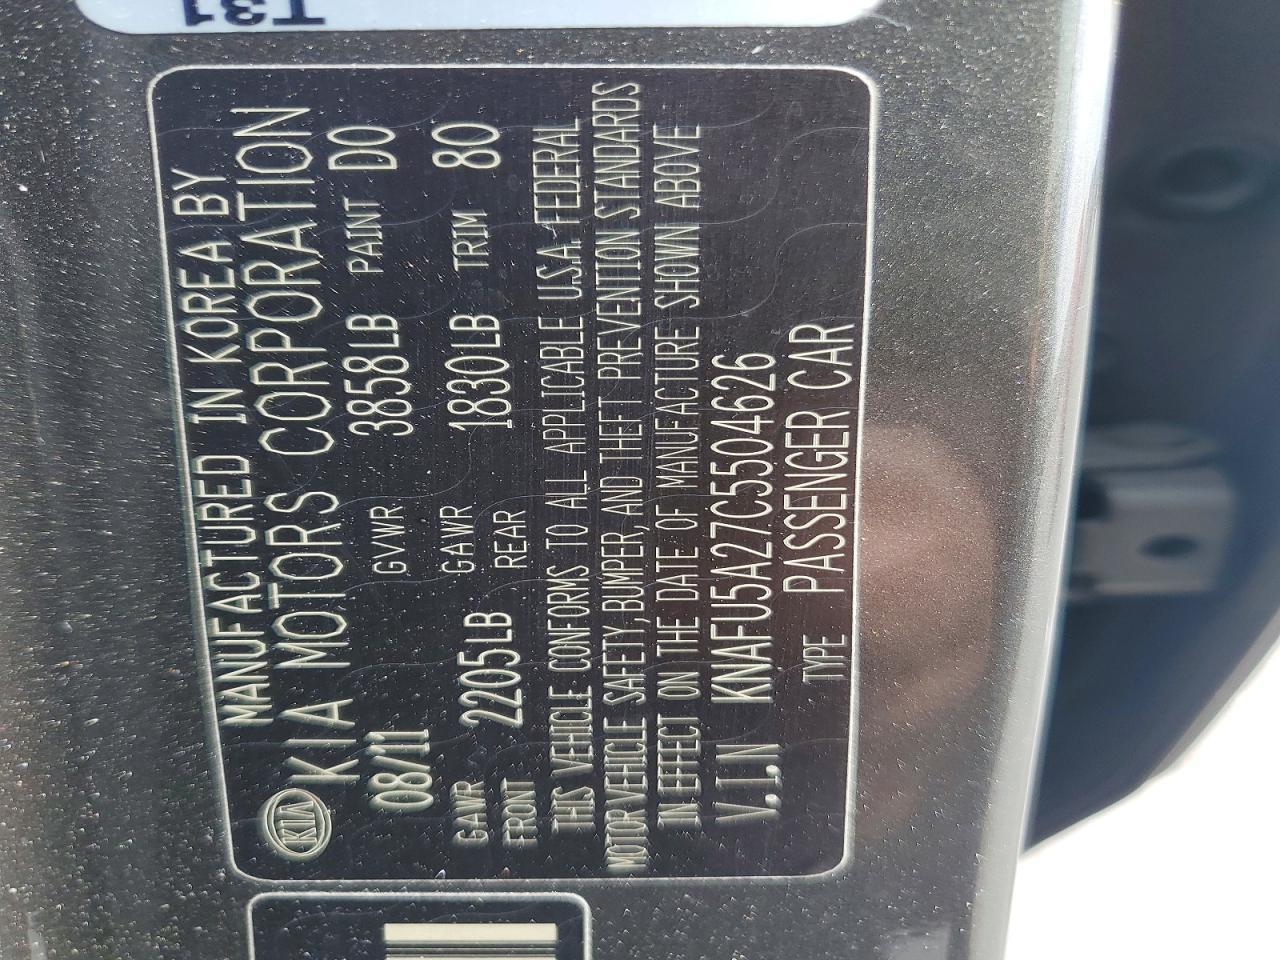 T31
MANUFACTURED IN KOREA BY
KIA KIA MOTORS CORPORATION
08/11 GVWR 3858LB PAINT D0
GAWR FRONT 2205LB GAWR REAR 1830LB TRIM 80
THIS VEHICLE CONFORMS TO ALL APPLICABLE U.S.A. FEDERAL
MOTOR VEHICLE SAFETY, BUMPER, AND THEFT PREVENTION STANDARDS
IN EFFECT ON THE DATE OF MANUFACTURE SHOWN ABOVE
V.I.N KNAFU5A27C5504626
TYPE PASSENGER CAR